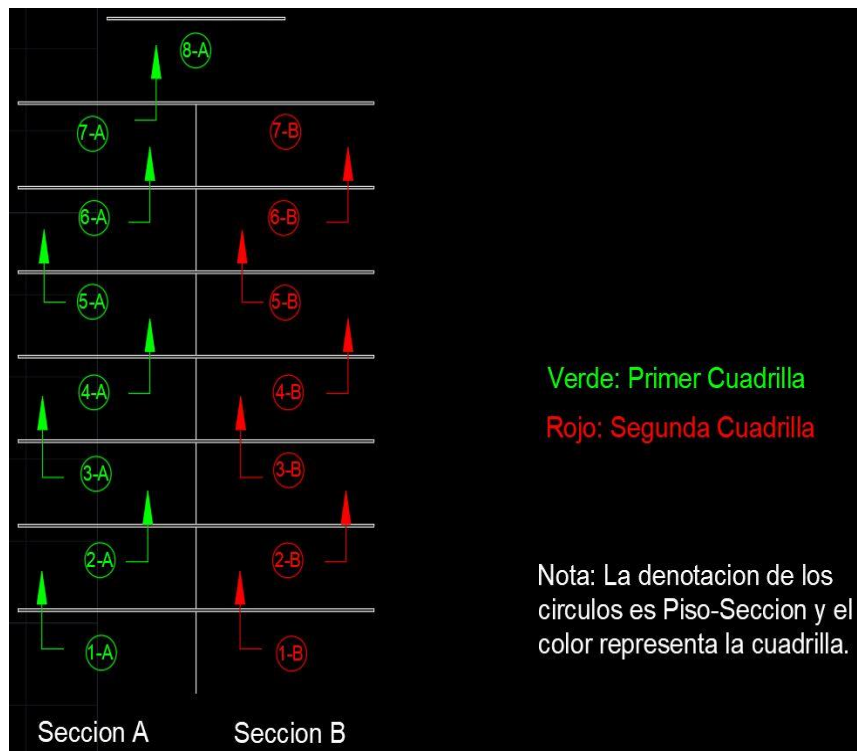 8-A
7-A 7-B
6-A 6-B
5-A 5-B
Verde: Primer Cuadrilla
4-A 4-B
Rojo: Segunda Cuadrilla
3-A 3-B
2-A 2-B
Nota: La denotacion de los
circulos es Piso-Seccion y el
color representa la cuadrilla.
1-A 1-B
Seccion A Seccion B